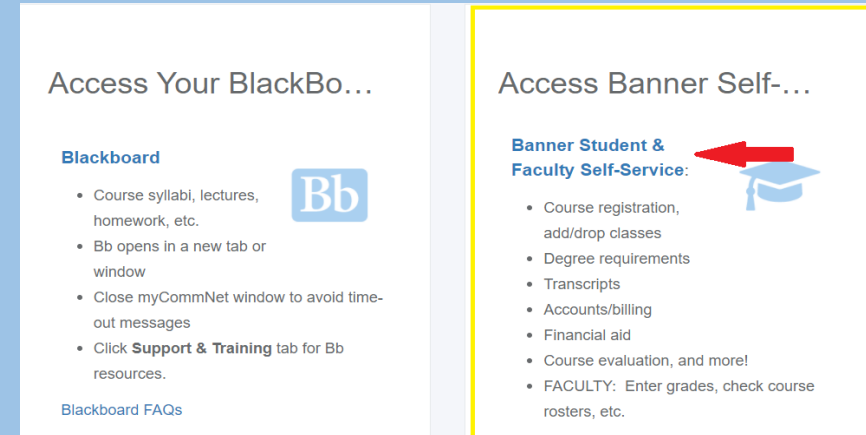 Access Your BlackBo...
Blackboard
Bb
• Course syllabi, lectures,
homework, etc.
• Bb opens in a new tab or
window
• Close myCommNet window to avoid time-
out messages
• Click Support & Training tab for Bb
resources.
Blackboard FAQs
Access Banner Self-...
Banner Student &
Faculty Self-Service:
• Course registration,
add/drop classes
• Degree requirements
• Transcripts
• Accounts/billing
• Financial aid
• Course evaluation, and more!
• FACULTY:  Enter grades, check course
rosters, etc.